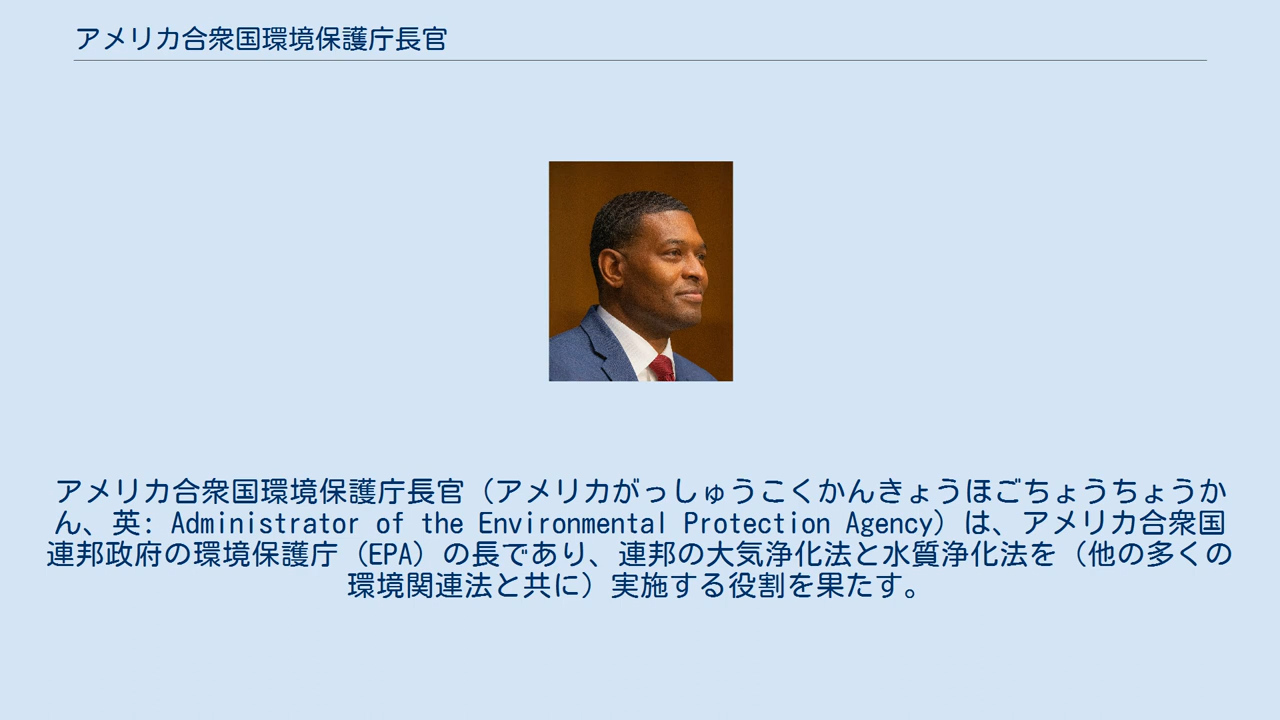 アメリカ合衆国環境保護庁長官
アメリカ合衆国環境保護庁長官（アメリカがっしゅうこくかんきょうほごちょうちょうか
ん、英: Administrator of the Environmental Protection Agency）は、アメリカ合衆国
連邦政府の環境保護庁（EPA）の長であり、連邦の大気浄化法と水質浄化法を（他の多くの
環境関連法と共に）実施する役割を果たす。